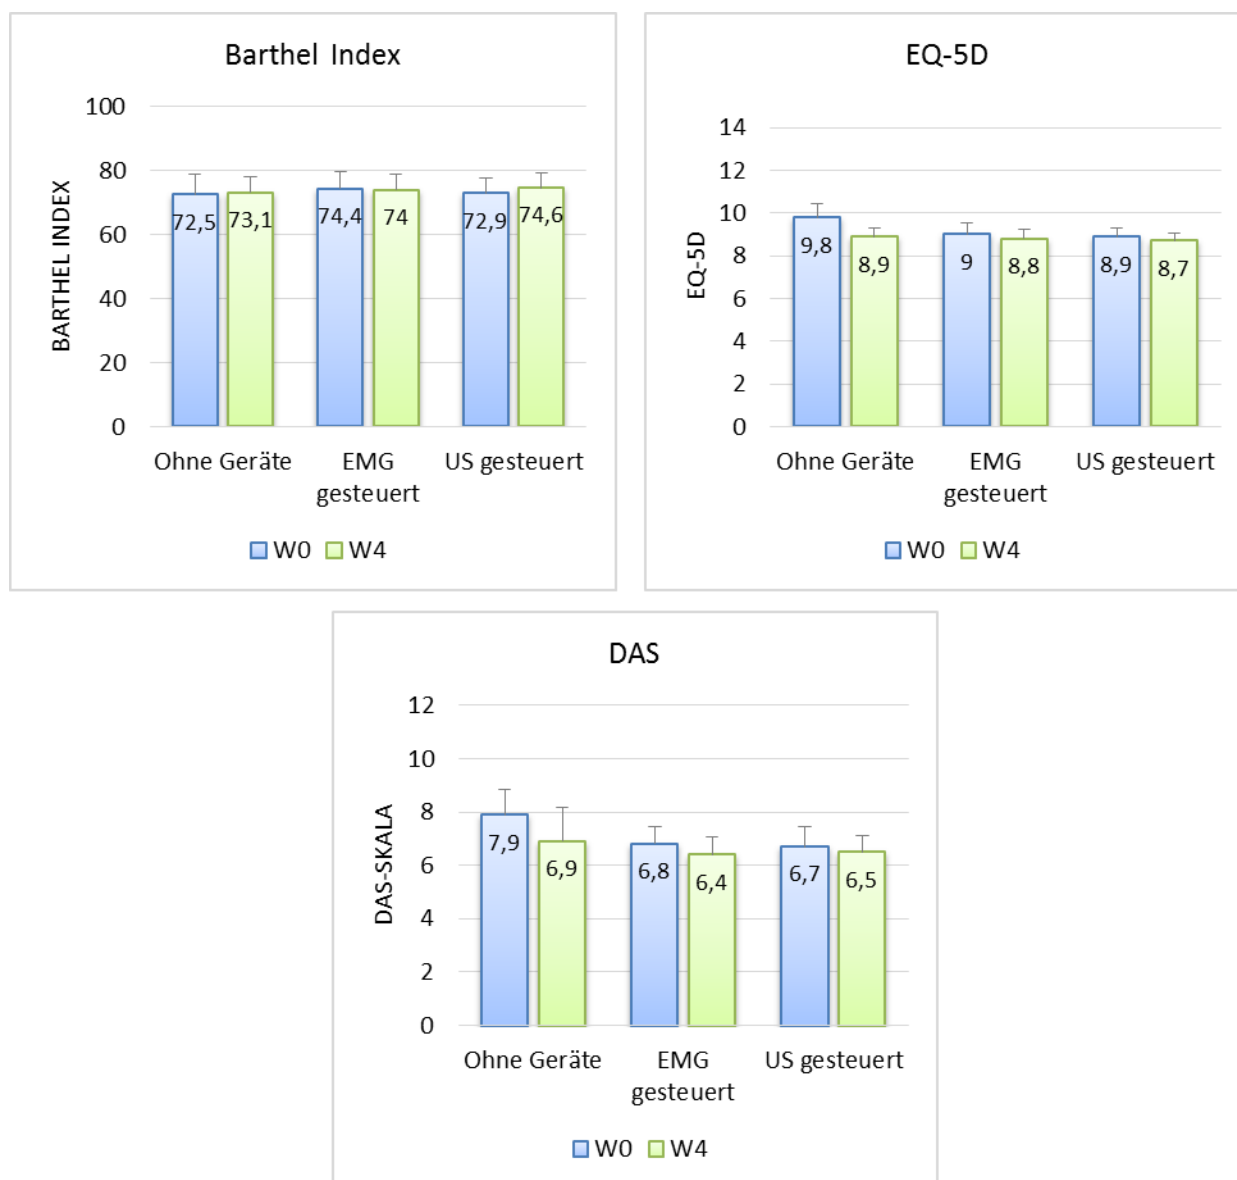 Barthel Index
100
80
60
40
20
0
BARTHEL INDEX
72,5 73,1 74,4 74 72,9 74,6
Ohne Geräte EMG gesteuert US gesteuert
W0 W4
EQ-5D
14
12
10
8
6
4
2
0
EQ-5D
9,8 8,9 9 8,8 8,9 8,7
Ohne Geräte EMG gesteuert US gesteuert
W0 W4
DAS
12
10
8
6
4
2
0
DAS-SKALA
7,9 6,9 6,8 6,4 6,7 6,5
Ohne Geräte EMG gesteuert US gesteuert
W0 W4